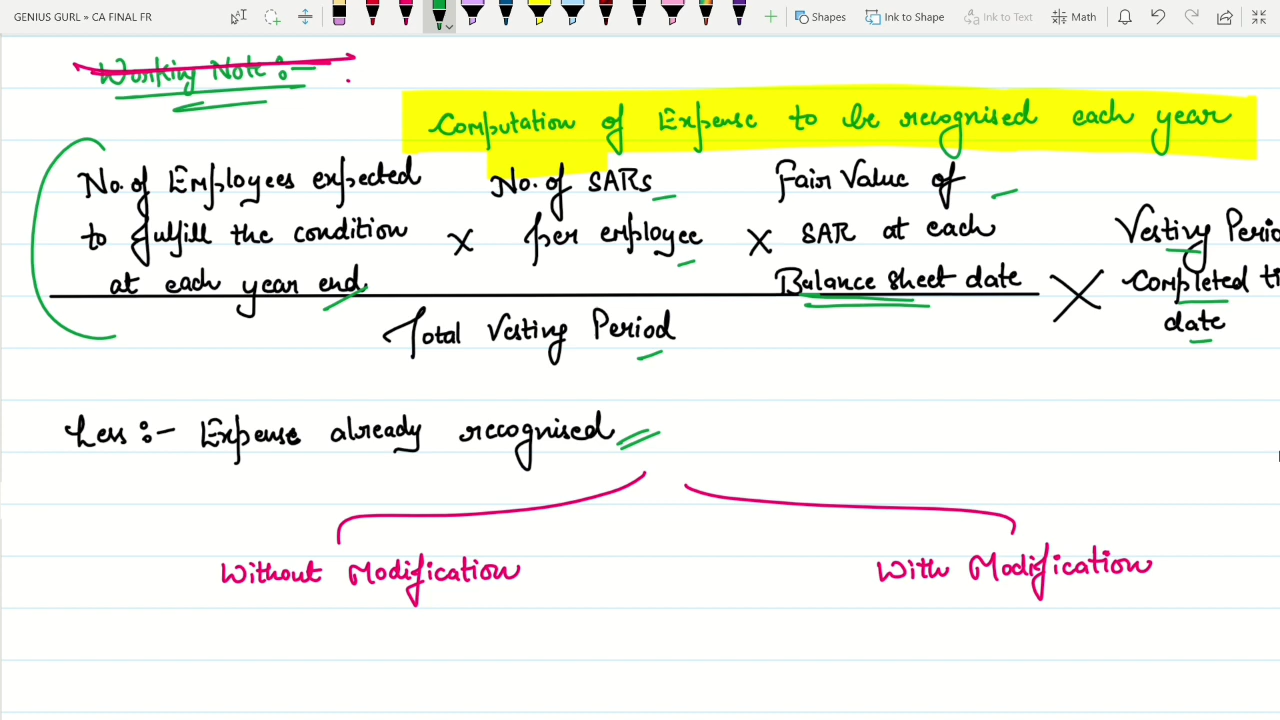 GENIUS GURL » CA FINAL FR
Shapes
Ink to Shape
Ink to Text
Math
Working Note :-
Computation of Expense to be recognised each year
No. of Employees expected to fulfill the condition at each year end × No. of SARs per employee × Fair Value of SAR at each Balance sheet date × Vesting Perio Completed ti date
Total Vesting Period
Less :- Expense already recognised
Without Modification
With Modification